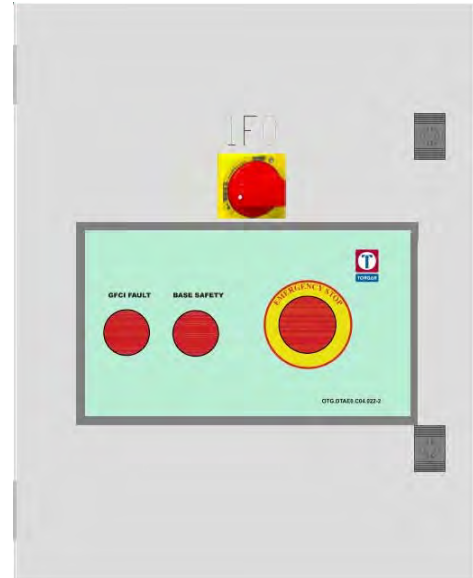 1F0
GFCI FAULT
BASE SAFETY
EMERGENCY STOP
T
TORGAR
OTG.DTAE0.C04.022-2